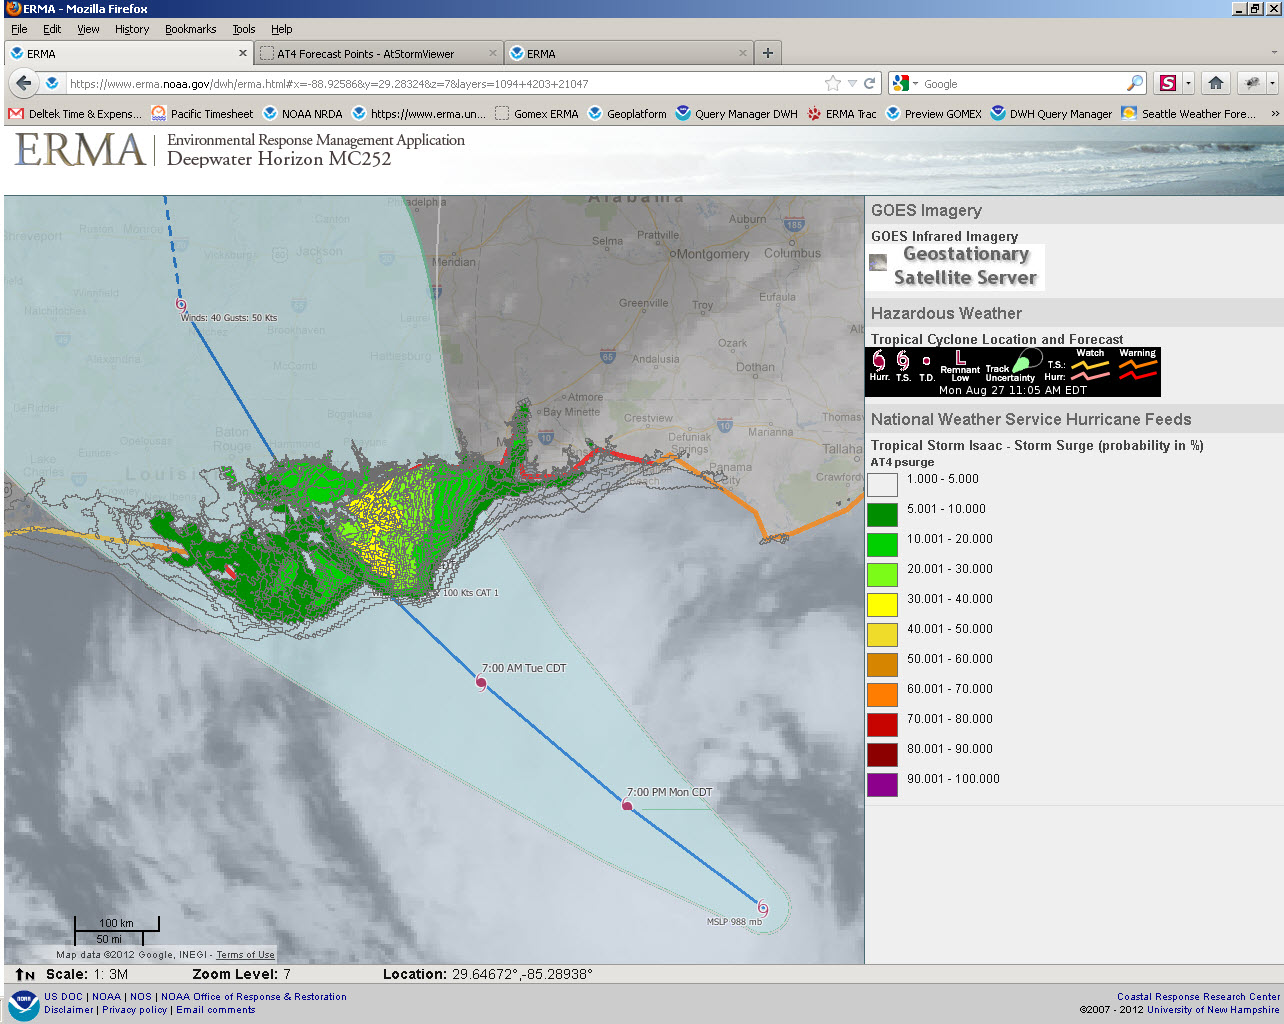 ERMA - Mozilla Firefox
File Edit View History Bookmarks Tools Help
ERMA
AT4 Forecast Points - AtStormViewer
ERMA
https://www.erma.noaa.gov/dwh/erma.html#x=-88.92586&y=29.28324&z=7&layers=1094+4203+21047
Google
Deltek Time & Expens... Pacific Timesheet NOAA NRDA https://www.erma.un... Gomex ERMA Geoplatform Query Manager DWH ERMA Trac Preview GOMEX DWH Query Manager Seattle Weather Fore... »
ERMA
Environmental Response Management Application
Deepwater Horizon MC252
Philadelphia
Alabama
Shreveport
Ruston
Monroe
Canton
Auburn
185
Vicksburg
Jackson
Selma
Prattville
Meridian
Montgomery
Columbus
Winnfield
Natchitoches
Winds: 40 Gusts: 50 Kts
Natchez
Brookhaven
Laurel
Greenville
Troy
Eufaula
Alexandria
McComb
Hattiesburg
65
Andalusia
Ozark
Dothan
DeRidder
Bogalusa
Atmore
Bay Minette
Opelousas
Baton
Rouge
Crestview
Defuniak
Springs
Marianna
Thomasv
10
10
Lake
Charles
Louisi
Panama
City
Tallaha
Crawfordv
100 Kts CAT 1
7:00 AM Tue CDT
7:00 PM Mon CDT
MSLP 988 mb
100 km
50 mi
Map data ©2012 Google, INEGI - Terms of Use
GOES Imagery
GOES Infrared Imagery
Geostationary
Satellite Server
Hazardous Weather
Tropical Cyclone Location and Forecast
Hurr. T.S. T.D. L Remnant Low Track Uncertainty T.S.: Hurr: Watch Warning
Mon Aug 27 11:05 AM EDT
National Weather Service Hurricane Feeds
Tropical Storm Isaac - Storm Surge (probability in %)
AT4 psurge
1.000 - 5.000
5.001 - 10.000
10.001 - 20.000
20.001 - 30.000
30.001 - 40.000
40.001 - 50.000
50.001 - 60.000
60.001 - 70.000
70.001 - 80.000
80.001 - 90.000
90.001 - 100.000
N Scale: 1: 3M Zoom Level: 7 Location: 29.64672°,-85.28938°
US DOC | NOAA | NOS | NOAA Office of Response & Restoration
Disclaimer | Privacy policy | Email comments
Coastal Response Research Center
©2007 - 2012 University of New Hampshire